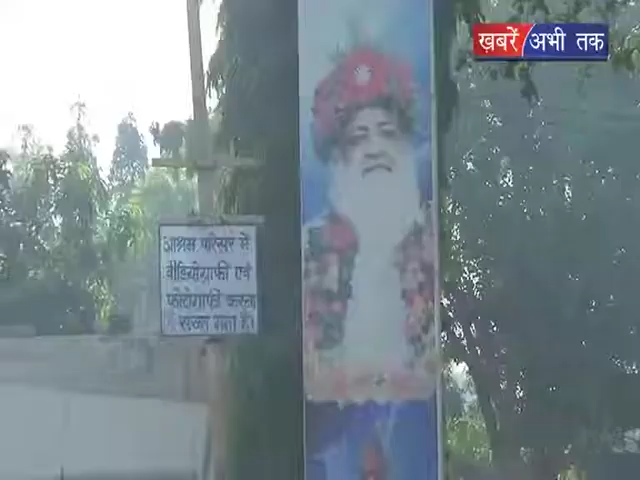 ख़बरें अभी तक
आश्रम परिसर में
वीडियोग्राफी एवं
फोटोग्राफी करना
सख्त मना है।